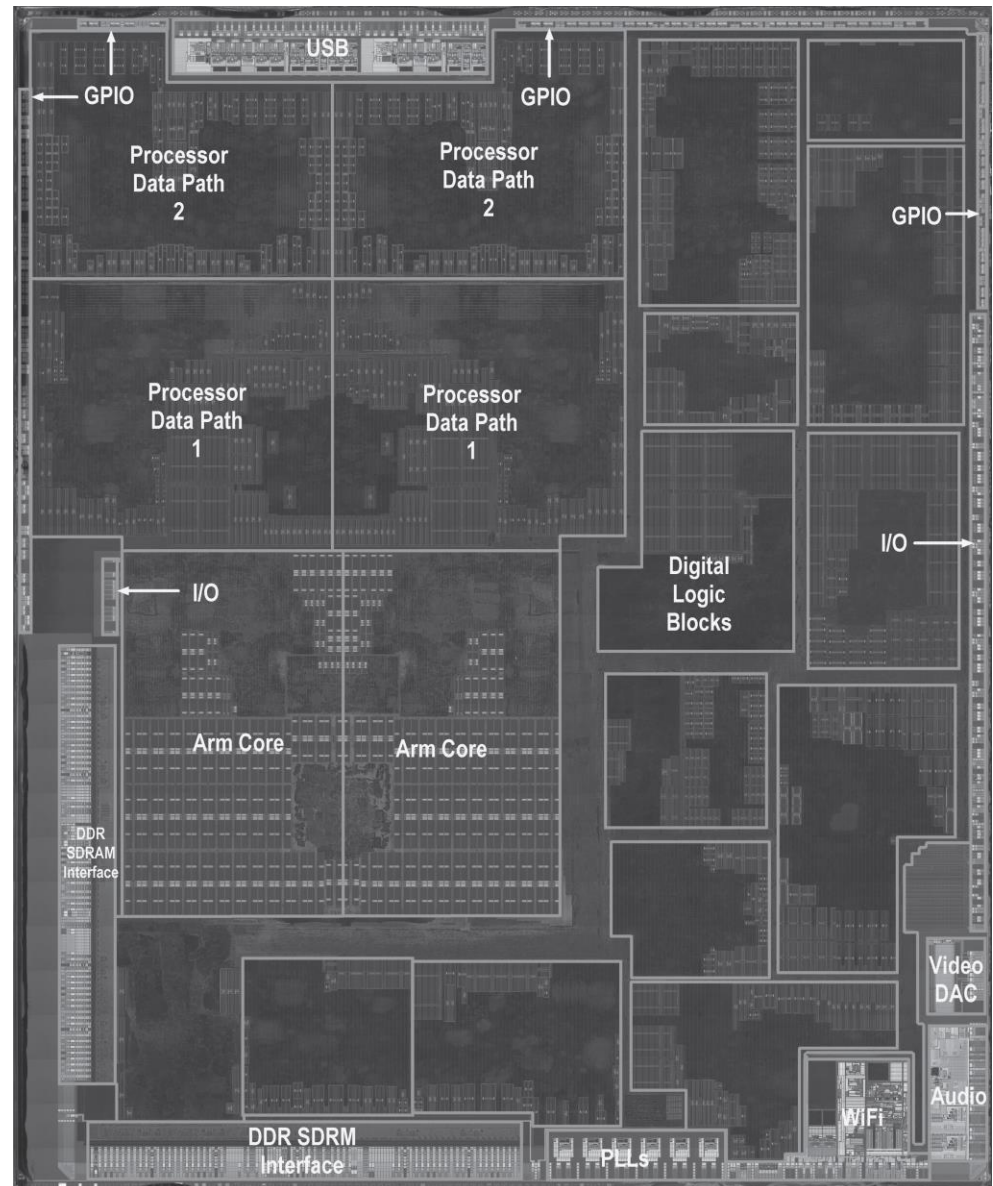 USB
GPIO
GPIO
Processor
Data Path
2
Processor
Data Path
2
GPIO
Processor
Data Path
1
Processor
Data Path
1
I/O
Digital
Logic
Blocks
I/O
Arm Core
Arm Core
DDR
SDRAM
Interface
Video
DAC
Audio
WiFi
DDR SDRM
Interface
PLLs